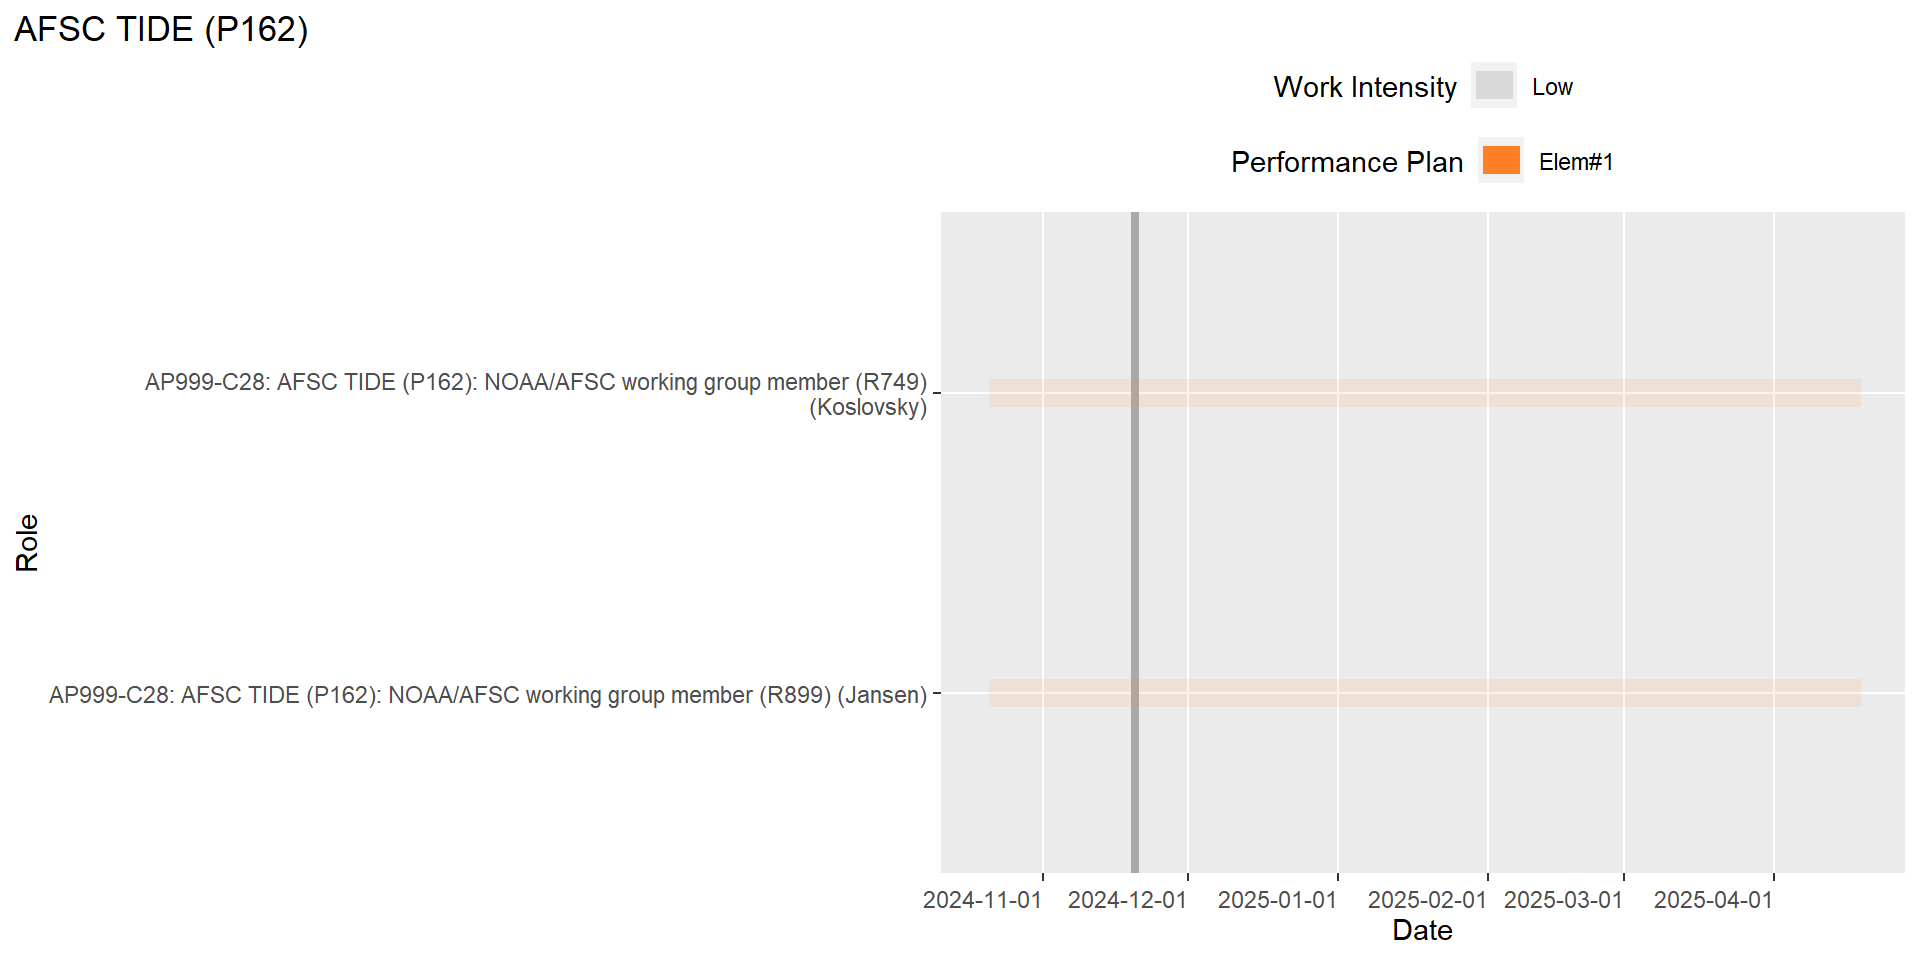 AFSC TIDE (P162)
Work Intensity Low
Performance Plan Elem#1
AP999-C28: AFSC TIDE (P162): NOAA/AFSC working group member (R749)
(Koslovsky)
Role
AP999-C28: AFSC TIDE (P162): NOAA/AFSC working group member (R899) (Jansen)
2024-11-01 2024-12-01 2025-01-01 2025-02-01 2025-03-01 2025-04-01
Date